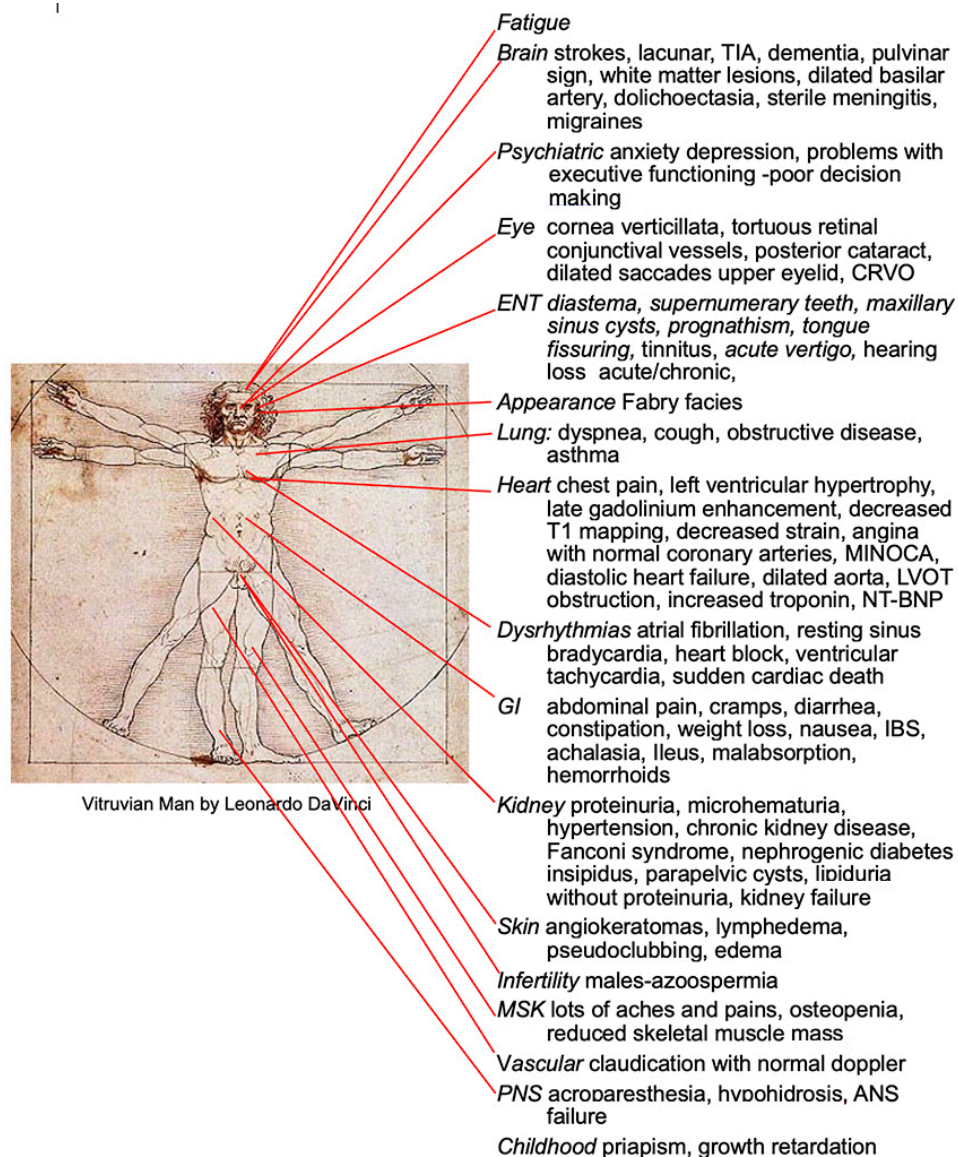 Fatigue
Brain strokes, lacunar, TIA, dementia, pulvinar
sign, white matter lesions, dilated basilar
artery, dolichoectasia, sterile meningitis,
migraines
Psychiatric anxiety depression, problems with
executive functioning -poor decision
making
Eye cornea verticillata, tortuous retinal
conjunctival vessels, posterior cataract,
dilated saccades upper eyelid, CRVO
ENT diastema, supernumerary teeth, maxillary
sinus cysts, prognathism, tongue
fissuring, tinnitus, acute vertigo, hearing
loss acute/chronic,
Appearance Fabry facies
Lung: dyspnea, cough, obstructive disease,
asthma
Heart chest pain, left ventricular hypertrophy,
late gadolinium enhancement, decreased
T1 mapping, decreased strain, angina
with normal coronary arteries, MINOCA,
diastolic heart failure, dilated aorta, LVOT
obstruction, increased troponin, NT-BNP
Dysrhythmias atrial fibrillation, resting sinus
bradycardia, heart block, ventricular
tachycardia, sudden cardiac death
GI abdominal pain, cramps, diarrhea,
constipation, weight loss, nausea, IBS,
achalasia, Ileus, malabsorption,
hemorrhoids
Kidney proteinuria, microhematuria,
hypertension, chronic kidney disease,
Fanconi syndrome, nephrogenic diabetes
insipidus, parapelvic cysts, lipiduria
without proteinuria, kidney failure
Skin angiokeratomas, lymphedema,
pseudoclubbing, edema
Infertility males-azoospermia
MSK lots of aches and pains, osteopenia,
reduced skeletal muscle mass
Vascular claudication with normal doppler
PNS acroparesthesia, hypohidrosis, ANS
failure
Childhood priapism, growth retardation
Vitruvian Man by Leonardo DaVinci